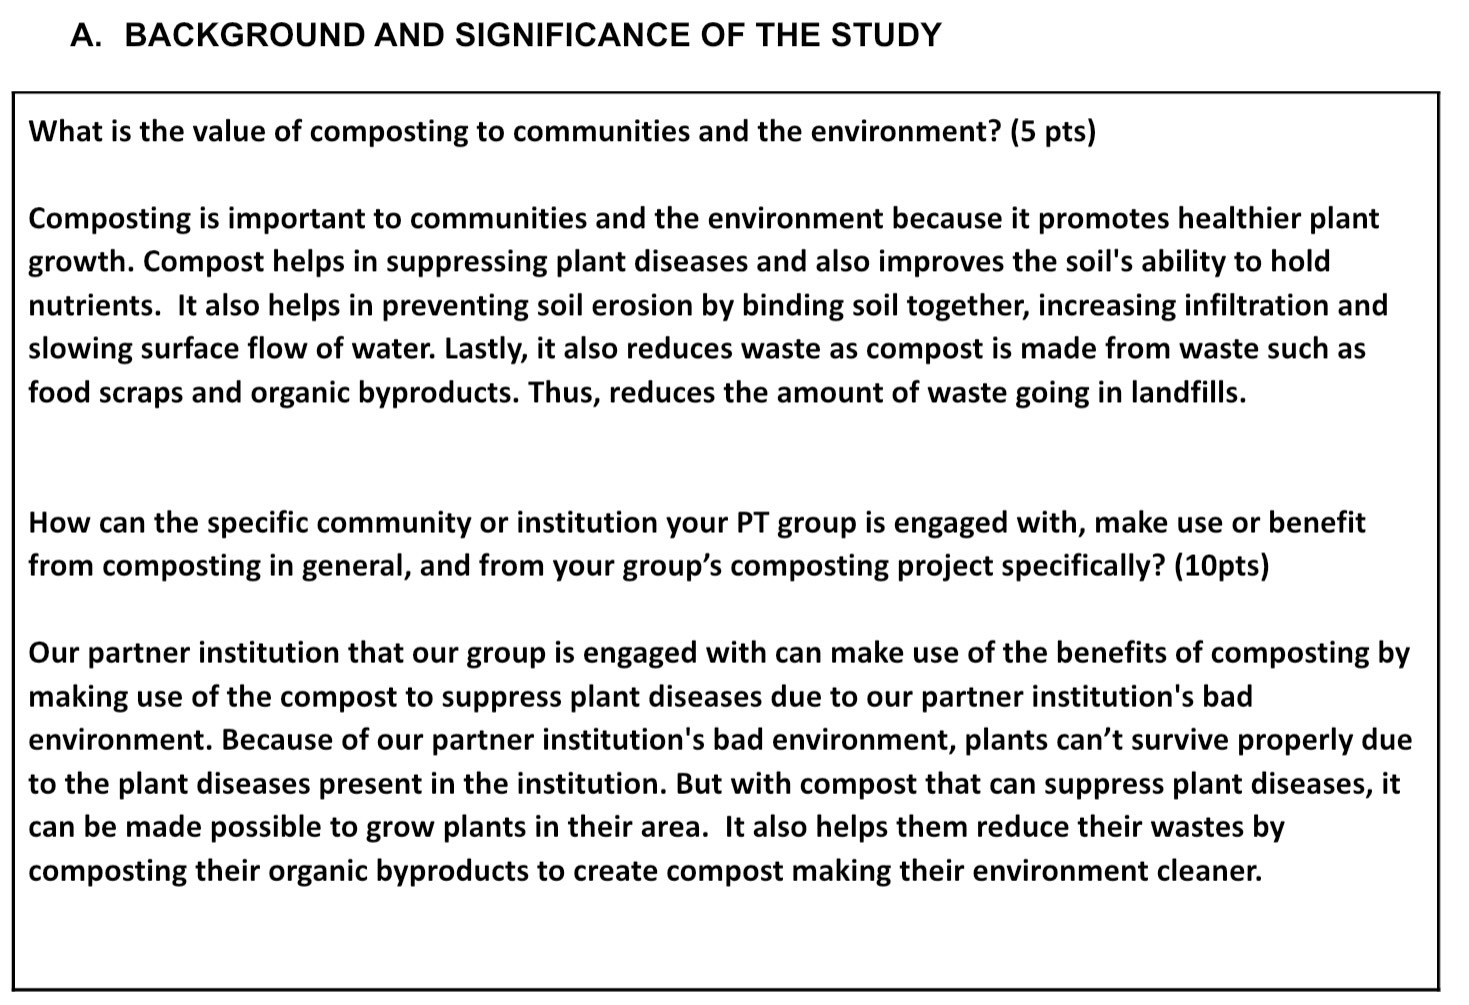 A. BACKGROUND AND SIGNIFICANCE OF THE STUDY
What is the value of composting to communities and the environment? (5 pts)
Composting is important to communities and the environment because it promotes healthier plant
growth. Compost helps in suppressing plant diseases and also improves the soil's ability to hold
nutrients.  It also helps in preventing soil erosion by binding soil together, increasing infiltration and
slowing surface flow of water. Lastly, it also reduces waste as compost is made from waste such as
food scraps and organic byproducts. Thus, reduces the amount of waste going in landfills.
How can the specific community or institution your PT group is engaged with, make use or benefit
from composting in general, and from your group’s composting project specifically? (10pts)
Our partner institution that our group is engaged with can make use of the benefits of composting by
making use of the compost to suppress plant diseases due to our partner institution's bad
environment. Because of our partner institution's bad environment, plants can’t survive properly due
to the plant diseases present in the institution. But with compost that can suppress plant diseases, it
can be made possible to grow plants in their area.  It also helps them reduce their wastes by
composting their organic byproducts to create compost making their environment cleaner.